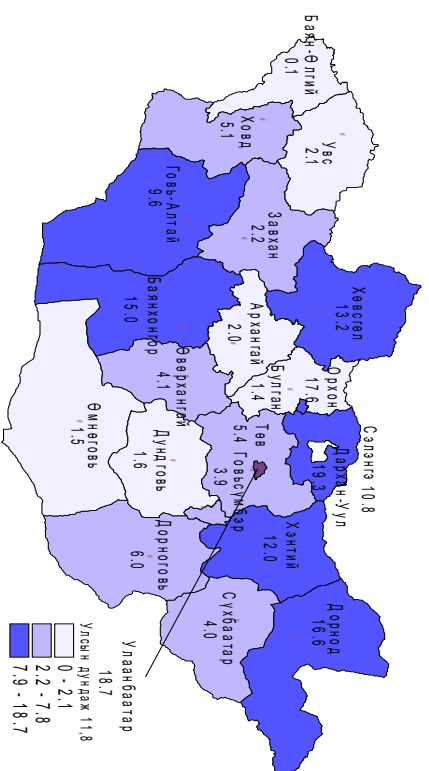 Баян-Өлгий
0.1
Увс
2.1
Ховд
5.1
Говь-Алтай
9.6
Завхан
2.2
Хөвсгөл
13.2
Баянхонгор
15.0
Архангай
2.0
Өвөрхангай
4.1
Булган
1.4
Орхон
17.6
Сэлэнгэ 10.8
Дархан-Уул
19.3
Төв
5.4
Говьсүмбэр
3.9
Өмнөговь
1.5
Дундговь
1.6
Дорноговь
6.0
Хэнтий
12.0
Сүхбаатар
4.0
Дорнод
16.6
Улаанбаатар
18.7
Улсын дундаж 11,8
0 - 2.1
2.2 - 7.8
7.9 - 18.7